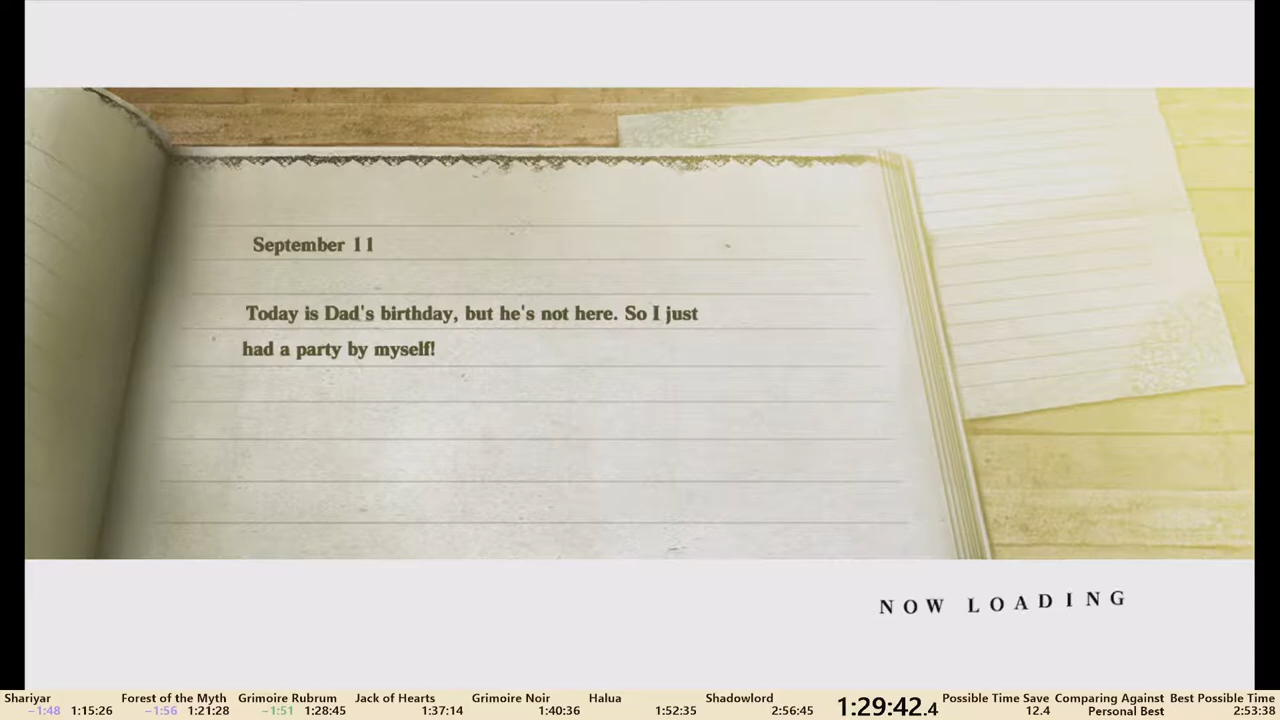 September 11
Today is Dad's birthday, but he's not here. So I just
had a party by myself!
NOW LOADING
Shariyar Forest of the Myth Grimoire Rubrum Jack of Hearts Grimoire Noir Halua Shadowlord 1:29:42.4 Possible Time Save Comparing Against Best Possible Time
−1:48 1:15:26 −1:56 1:21:28 −1:51 1:28:45 1:37:14 1:40:36 1:52:35 2:56:45 12.4 Personal Best 2:53:38